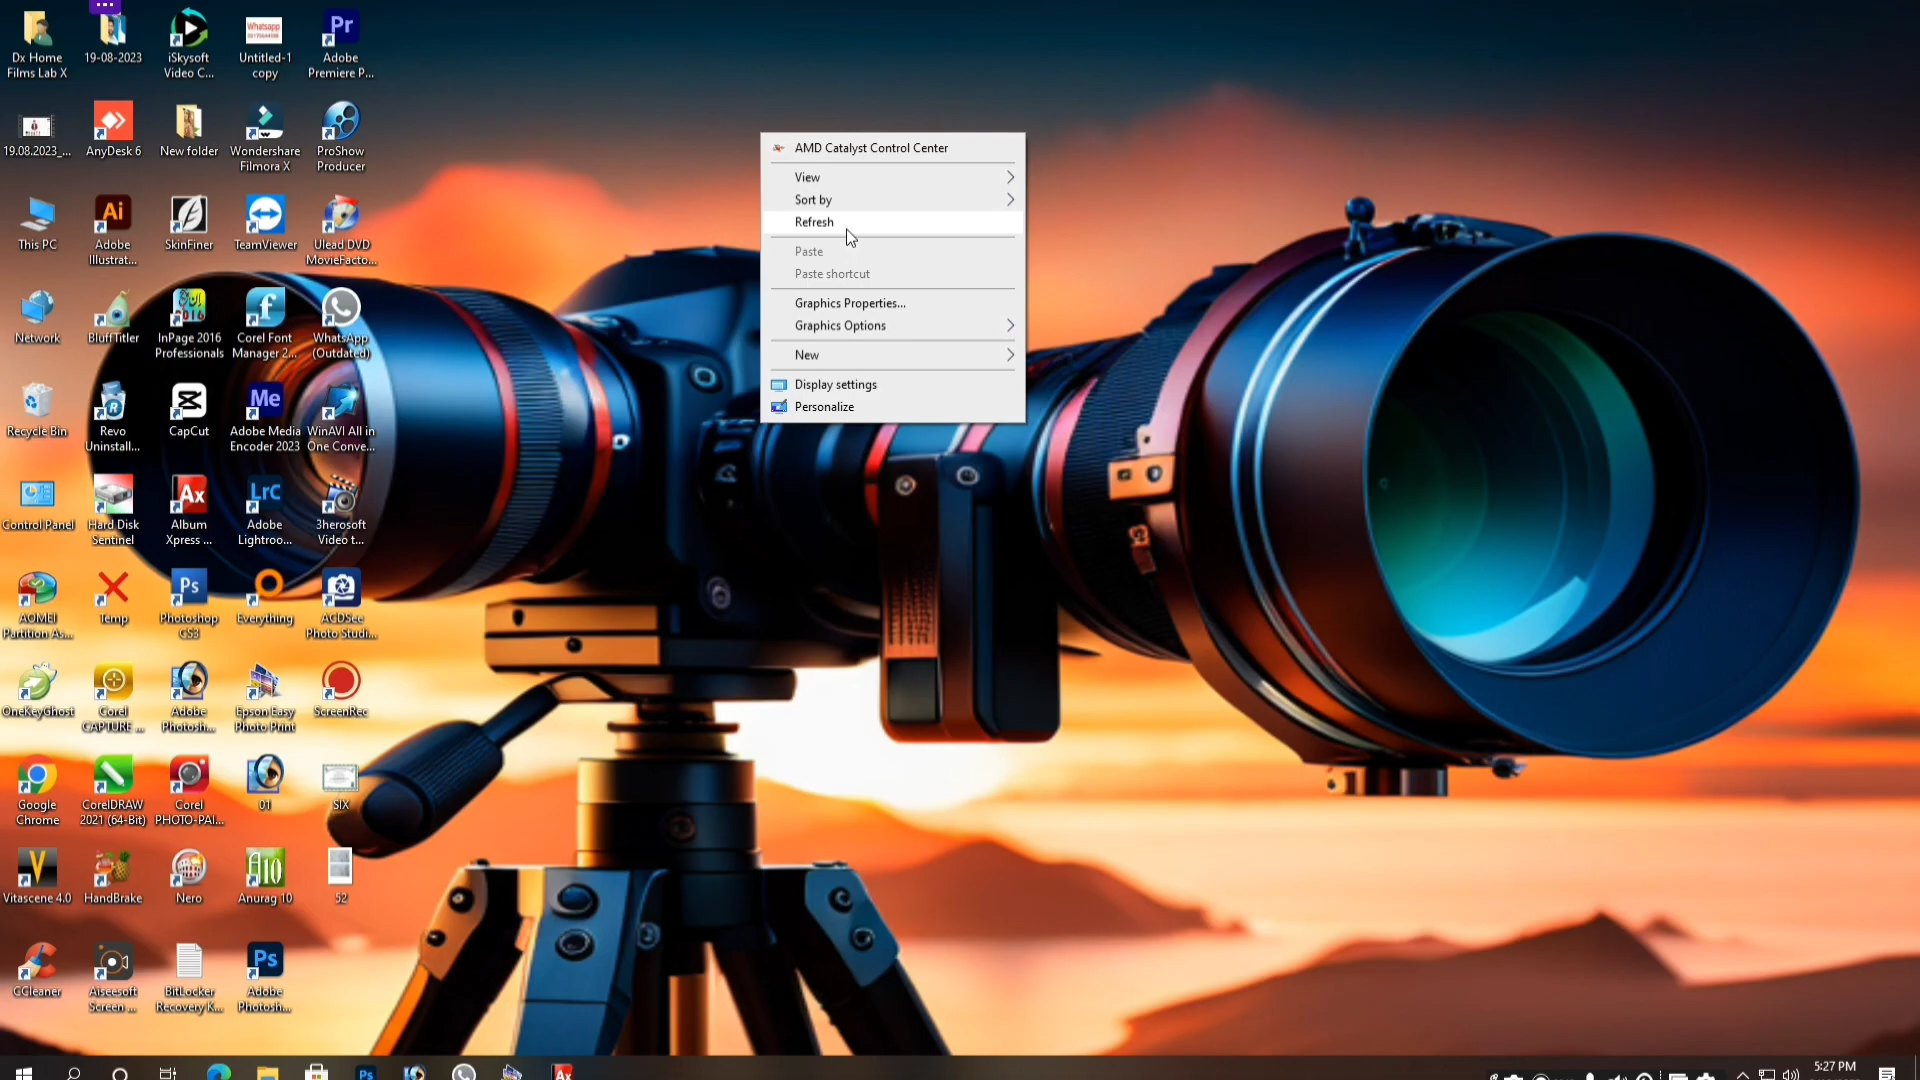 Dx Home
Films Lab X
19-08-2023
iSkysoft
Video C...
Untitled-1
copy
Adobe
Premiere P...
19.08.2023_...
AnyDesk 6
New folder
Wondershare
Filmora X
ProShow
Producer
This PC
Adobe
Illustrat...
SkinFiner
TeamViewer
Ulead DVD
MovieFacto...
Network
BluffTitler
InPage 2016
Professionals
Corel Font
Manager 2...
WhatsApp
(Outdated)
Recycle Bin
Revo
Uninstall...
CapCut
Adobe Media
Encoder 2023
WinAVI All in
One Conve...
Control Panel
Hard Disk
Sentinel
Album
Xpress ...
Adobe
Lightroo...
3herosoft
Video t...
AOMEI
Partition As...
Temp
Photoshop
CS3
Everything
ACDSee
Photo Studi...
OneKeyGhost
Corel
CAPTURE ...
Adobe
Photosh...
Epson Easy
Photo Print
ScreenRec
Google
Chrome
CorelDRAW
2021 (64-Bit)
Corel
PHOTO-PAI...
01
SIX
Vitascene 4.0
HandBrake
Nero
Anurag 10
52
CCleaner
Aiseesoft
Screen ...
BitLocker
Recovery K...
Adobe
Photosh...
AMD Catalyst Control Center
View
Sort by
Refresh
Paste
Paste shortcut
Graphics Properties...
Graphics Options
New
Display settings
Personalize
5:27 PM